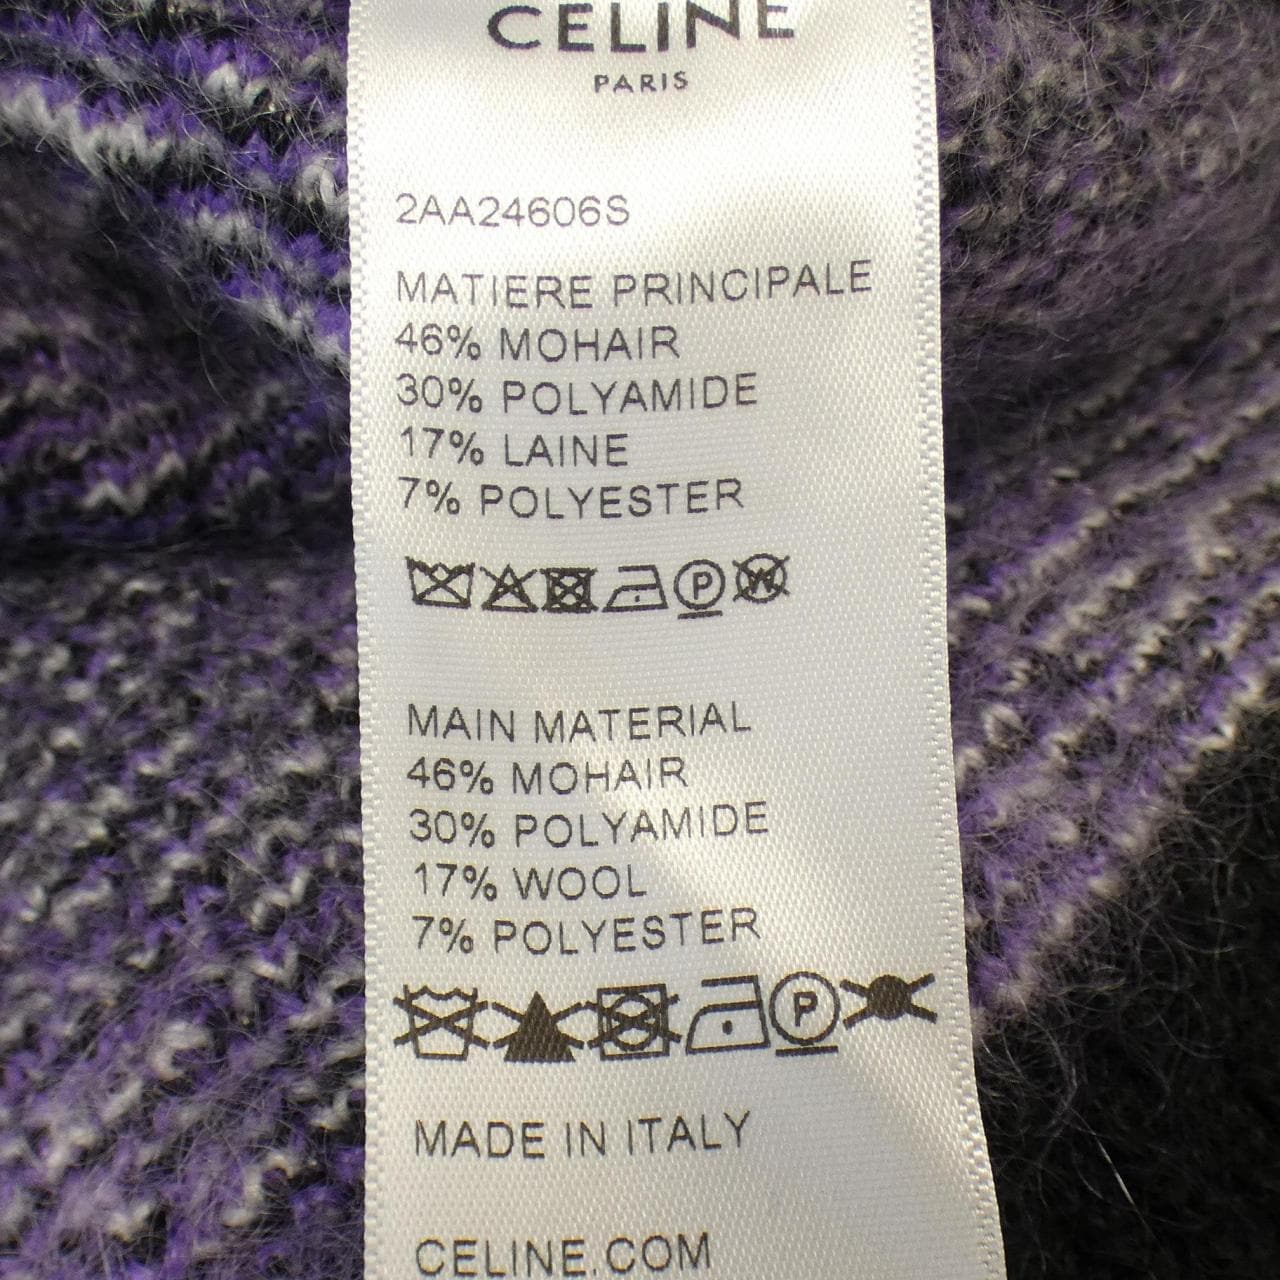 CELINE
PARIS
2AA24606S
MATIERE PRINCIPALE
46% MOHAIR
30% POLYAMIDE
17% LAINE
7% POLYESTER
P W
MAIN MATERIAL
46% MOHAIR
30% POLYAMIDE
17% WOOL
7% POLYESTER
P
MADE IN ITALY
CELINE.COM